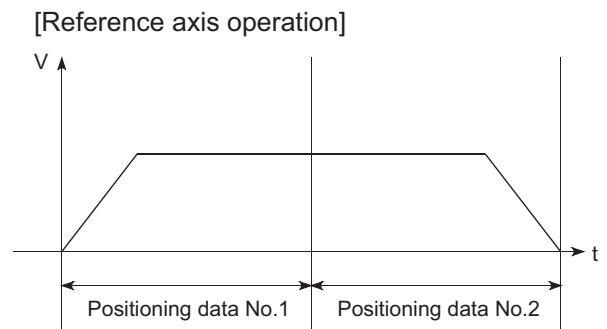 [Reference axis operation]
V
t
Positioning data No.1
Positioning data No.2